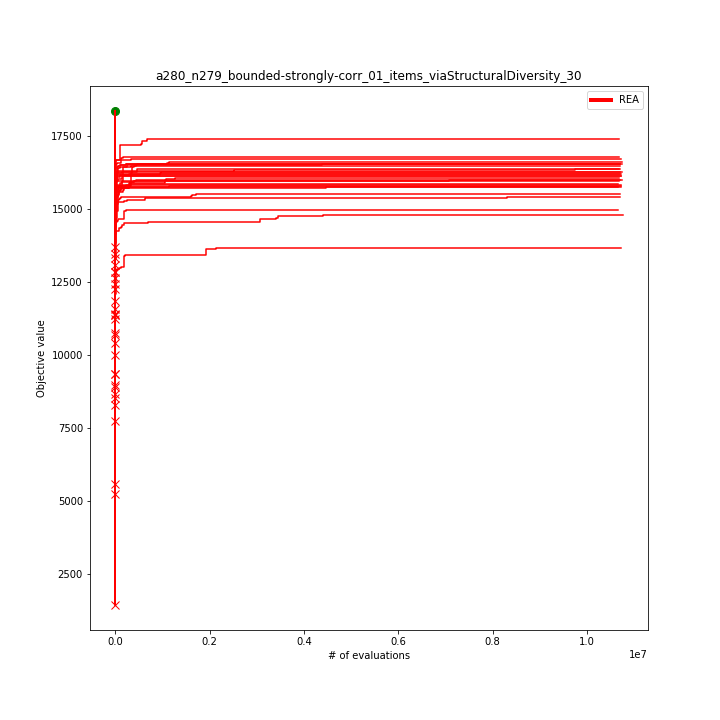 a280_n279_bounded-strongly-corr_01_items_viaStructuralDiversity_30
REA
17500
15000
12500
10000
7500
5000
2500
Objective value
0.0 0.2 0.4 0.6 0.8 1.0
1e7
# of evaluations